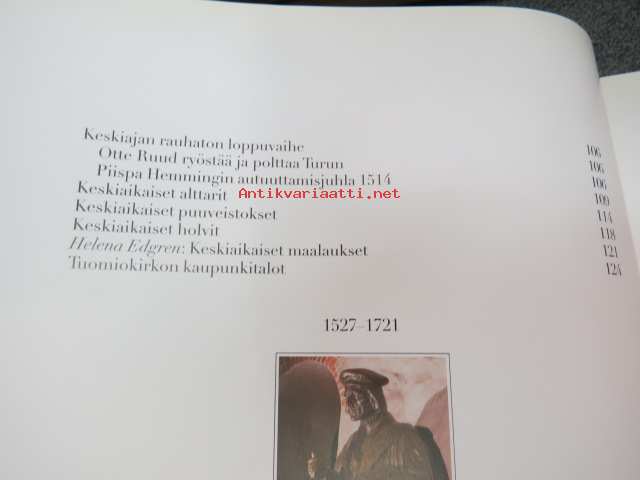 Keskiajan rauhaton loppuvaihe 106
Otte Ruud ryöstää ja polttaa Turun 106
Piispa Hemmingin autuuttamisjuhla 1514 106
Keskiaikaiset alttarit 109
Antikvariaatti.net
Keskiaikaiset puuveistokset 114
Keskiaikaiset holvit 118
Helena Edgren: Keskiaikaiset maalaukset 121
Tuomiokirkon kaupunkitalot 124
1527–1721